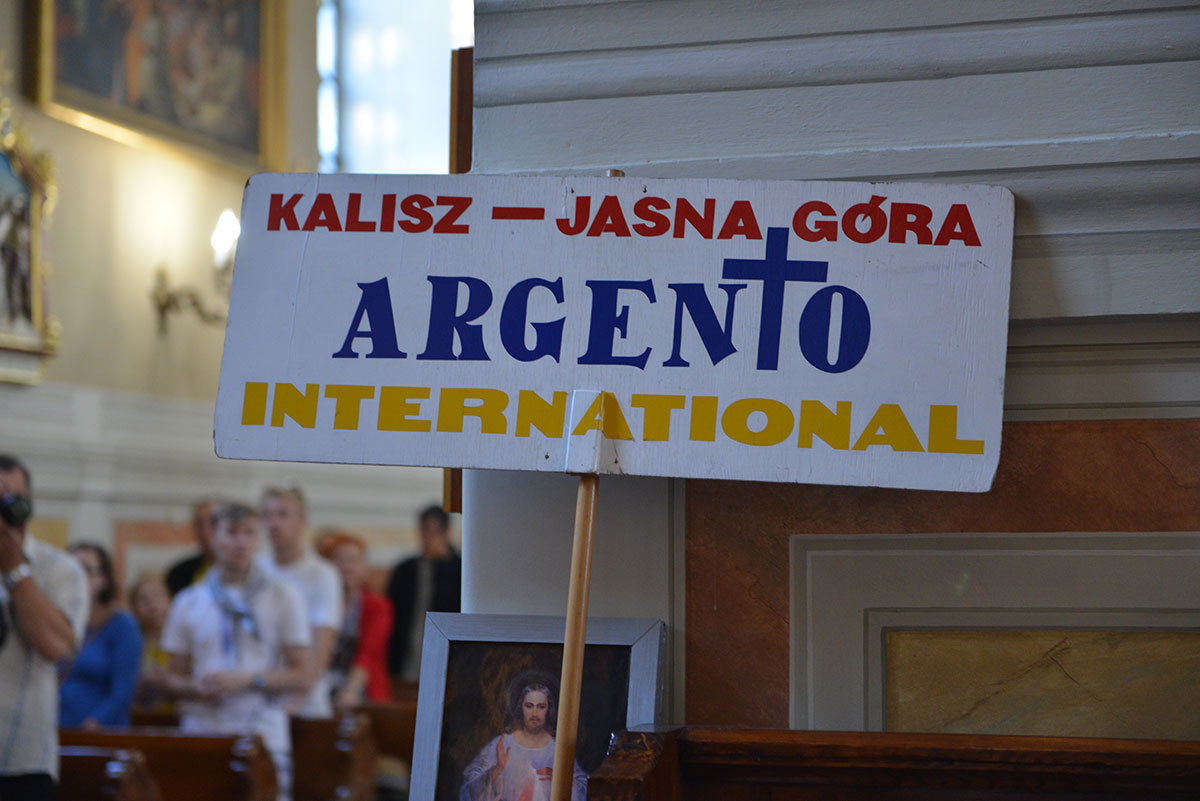 KALISZ – JASNA GÓRA
ARGENTO
INTERNATIONAL